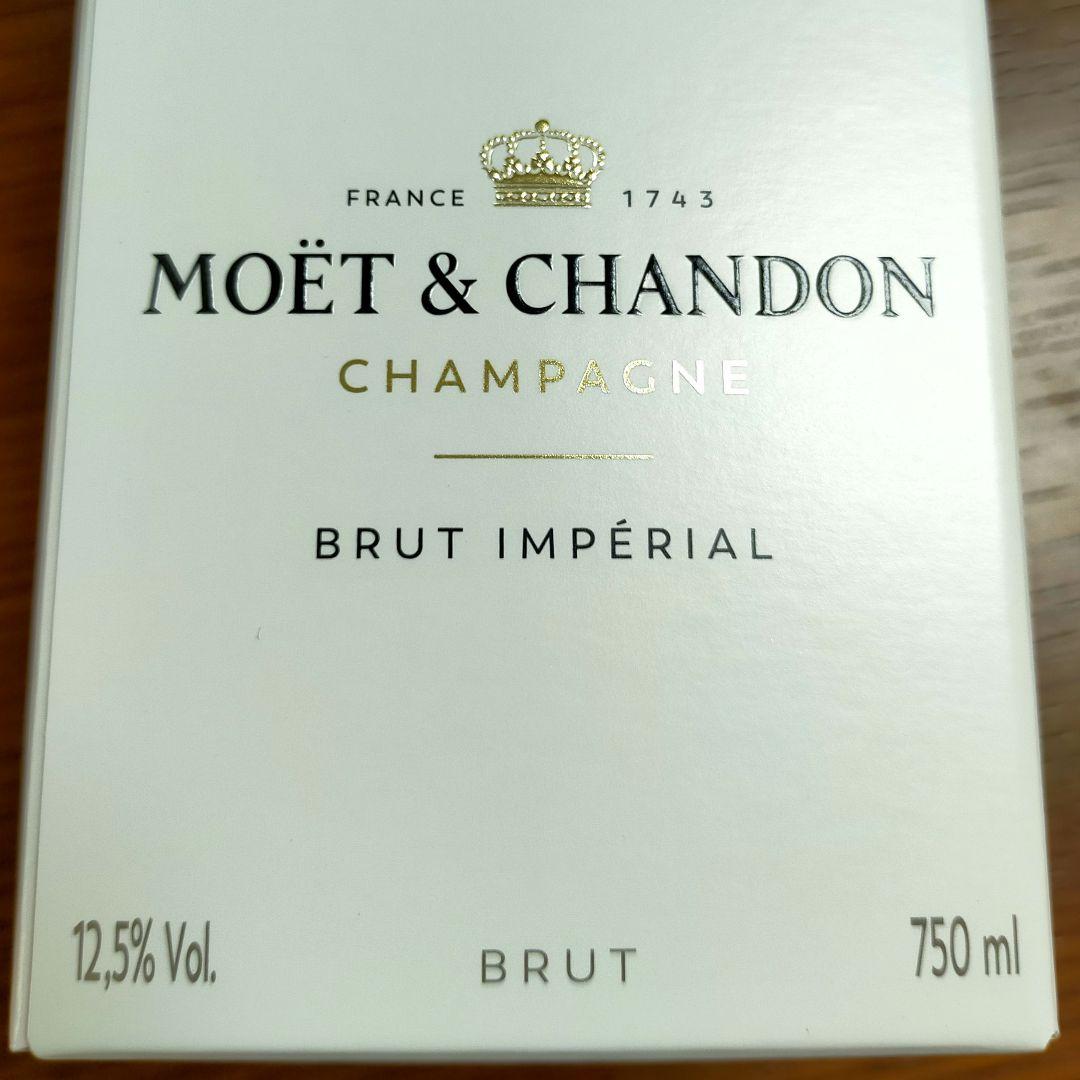 FRANCE 1743
MOËT & CHANDON
CHAMPAGNE
BRUT IMPÉRIAL
12,5% Vol. BRUT 750 ml